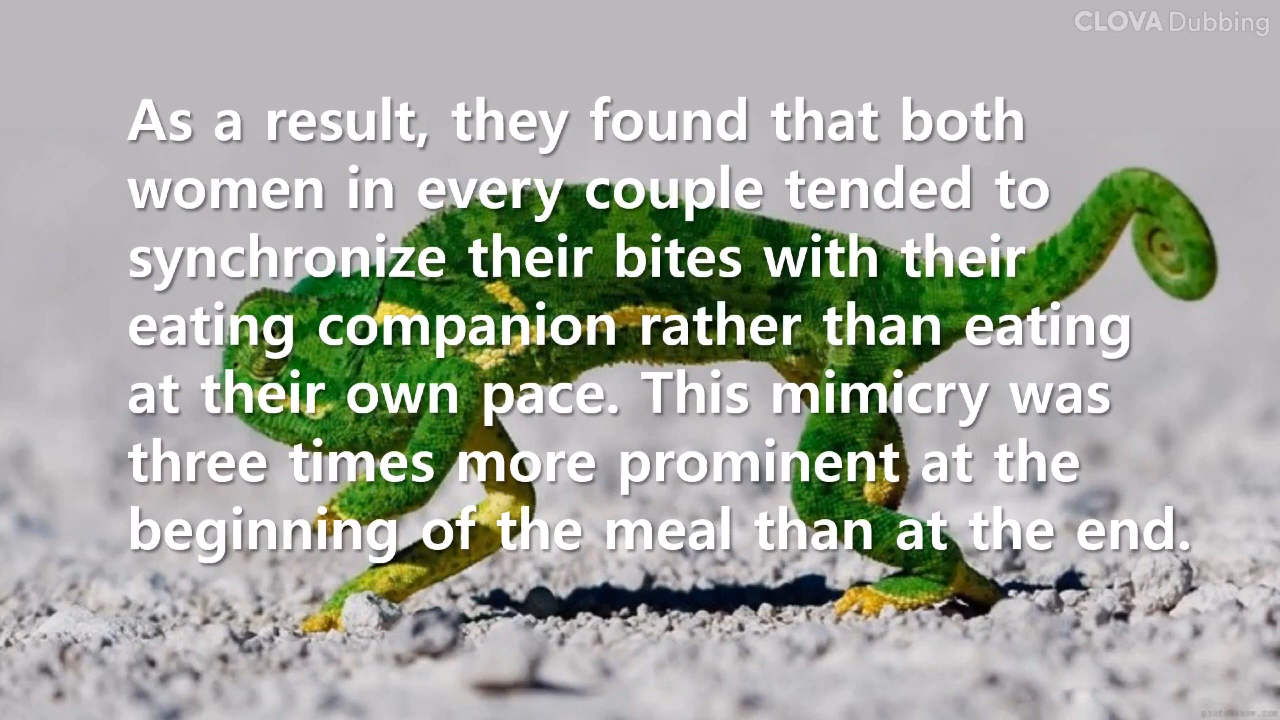 CLOVA Dubbing
As a result, they found that both
women in every couple tended to
synchronize their bites with their
eating companion rather than eating
at their own pace. This mimicry was
three times more prominent at the
beginning of the meal than at the end.